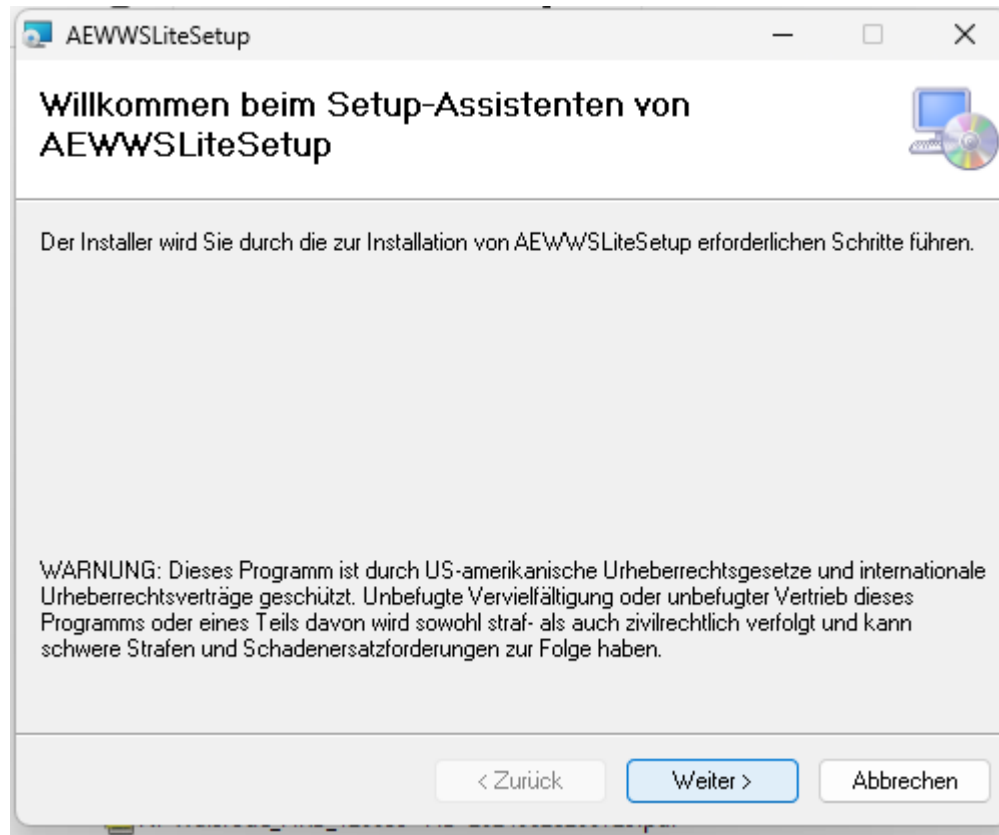 AEWWSLiteSetup
Willkommen beim Setup-Assistenten von
AEWWSLiteSetup
Der Installer wird Sie durch die zur Installation von AEWWSLiteSetup erforderlichen Schritte führen.
WARNUNG: Dieses Programm ist durch US-amerikanische Urheberrechtsgesetze und internationale
Urheberrechtsverträge geschützt. Unbefugte Vervielfältigung oder unbefugter Vertrieb dieses
Programms oder eines Teils davon wird sowohl straf- als auch zivilrechtlich verfolgt und kann
schwere Strafen und Schadenersatzforderungen zur Folge haben.
< Zurück Weiter > Abbrechen